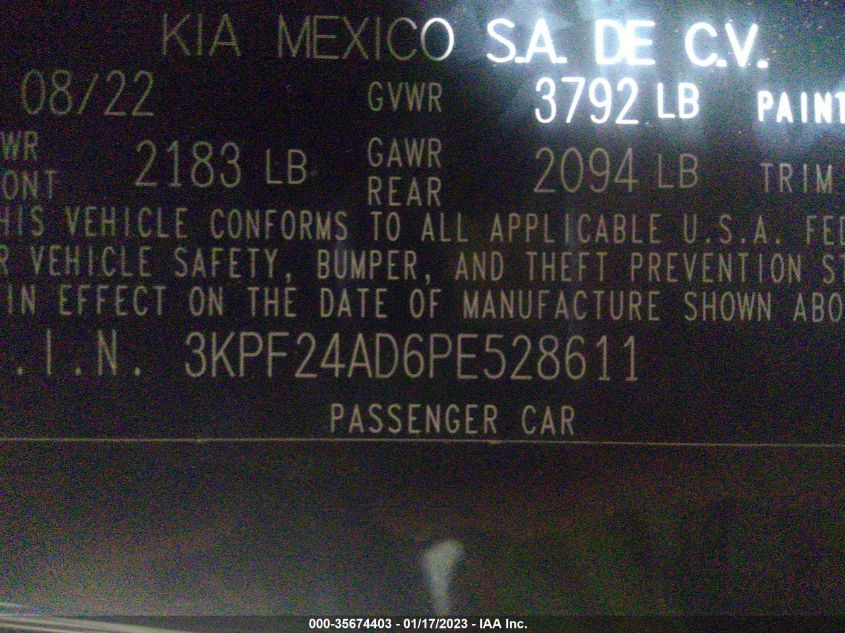 KIA MEXICO S.A. DE C.V.
08/22 GVWR 3792 LB PAINT
WR 2183 LB GAWR 2094 LB TRIM
ONT REAR
HIS VEHICLE CONFORMS TO ALL APPLICABLE U.S.A. FED
R VEHICLE SAFETY, BUMPER, AND THEFT PREVENTION ST
IN EFFECT ON THE DATE OF MANUFACTURE SHOWN ABO
.I.N. 3KPF24AD6PE528611
PASSENGER CAR
000-35674403 - 01/17/2023 - IAA Inc.